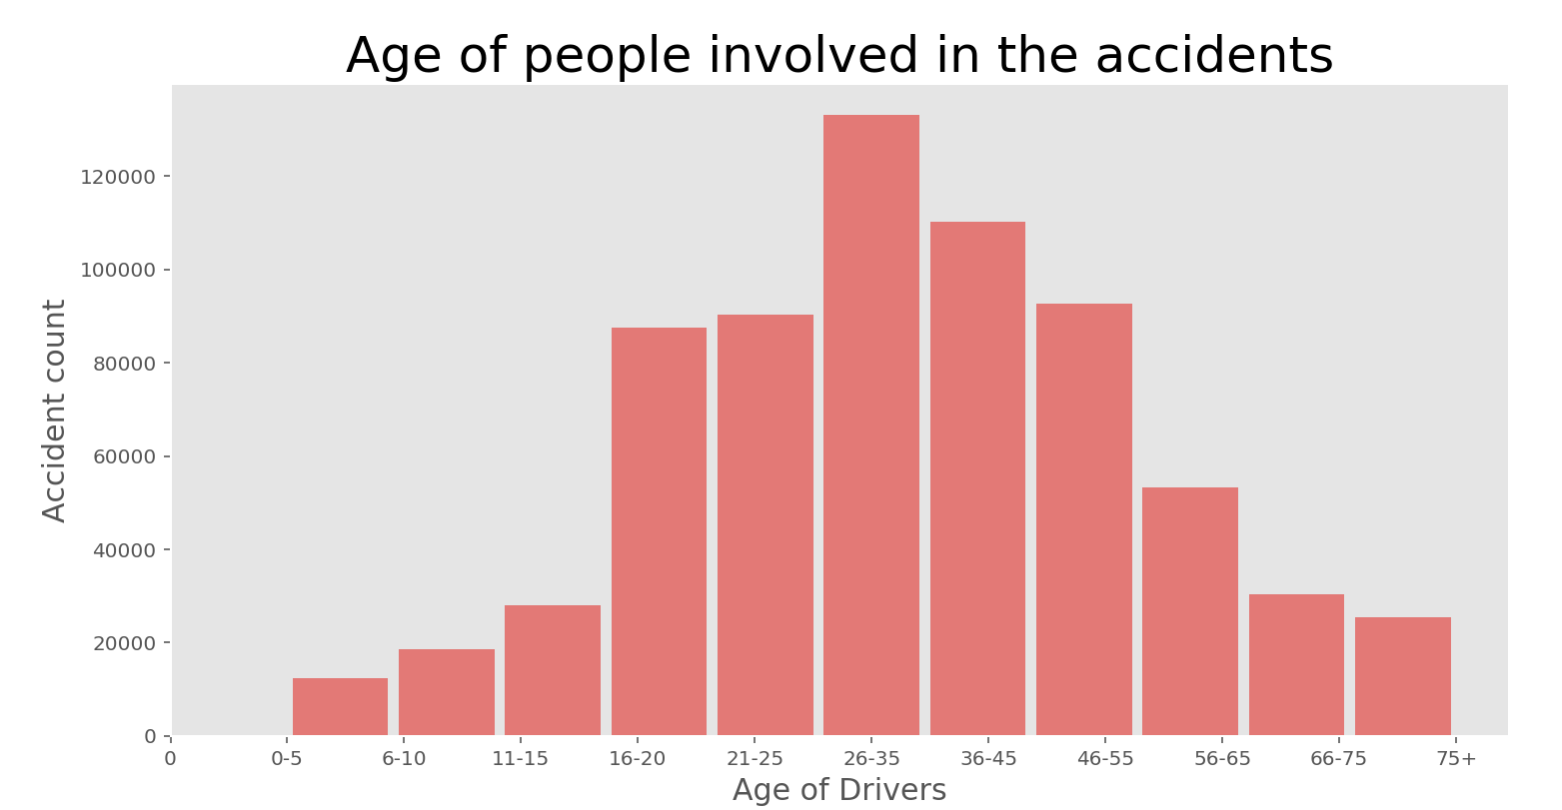 Age of people involved in the accidents
Accident count
120000
100000
80000
60000
40000
20000
0
0 0-5 6-10 11-15 16-20 21-25 26-35 36-45 46-55 56-65 66-75 75+
Age of Drivers